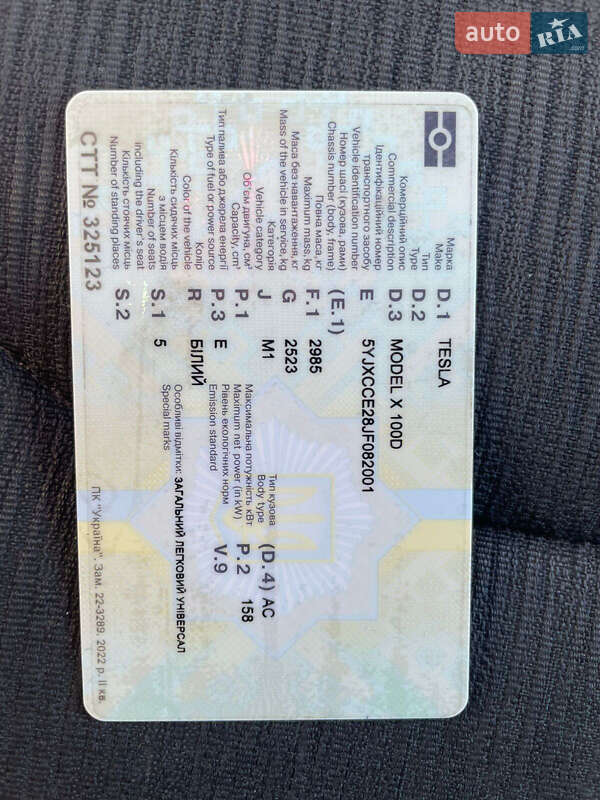 auto RIA.com
Марка
Make
D.1 TESLA
Тип
Type
D.2
Комерційний опис
Commercial description
D.3 MODEL X 100D
Ідентифікаційний номер
транспортного засобу
Vehicle identification number
E 5YJXCCE28JF082001
Номер шасі (кузова, рами)
Chassis number (body, frame)
(E.1)
Повна маса, кг
Maximum mass, kg
F.1 2985
Маса без навантаження, кг
Mass of the vehicle in service, kg
G 2523
Категорія
Vehicle category
J M1
Тип кузова
Body type
(D.4) AC
Об'єм двигуна, см³
Capacity, cm³
P.1
Максимальна потужність кВт
Maximum net power (in kW)
P.2 158
Тип палива або джерела енергії
Type of fuel or power source
P.3 E
Рівень екологічних норм
Emission standard
V.9
Колір
Color of the vehicle
R БІЛИЙ
Кількість сидячих місць
з місцем водія
Number of seats
including the driver's seat
S.1 5
Особливі відмітки: ЗАГАЛЬНИЙ ЛЕГКОВИЙ УНІВЕРСАЛ
Special marks
Кількість стоячих місць
Number of standing places
S.2
СТТ № 325123
ПК "Україна". Зам. 22-3289. 2022 р. II кв.